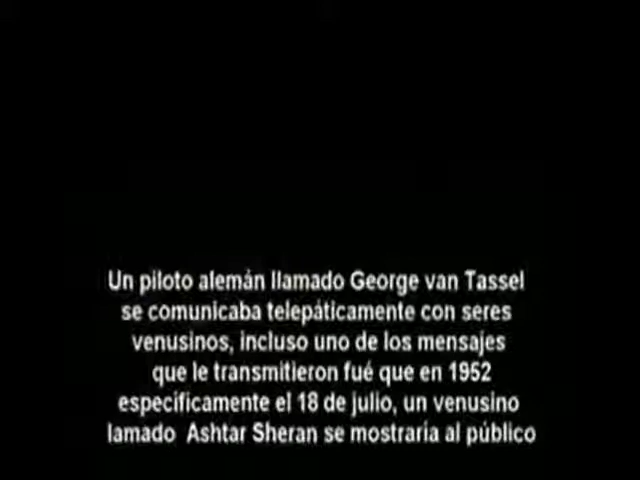 Un piloto alemán llamado George van Tassel
se comunicaba telepáticamente con seres
venusinos, incluso uno de los mensajes
que le transmitieron fué que en 1952
especificamente el 18 de julio, un venusino
lamado Ashtar Sheran se mostraría al público